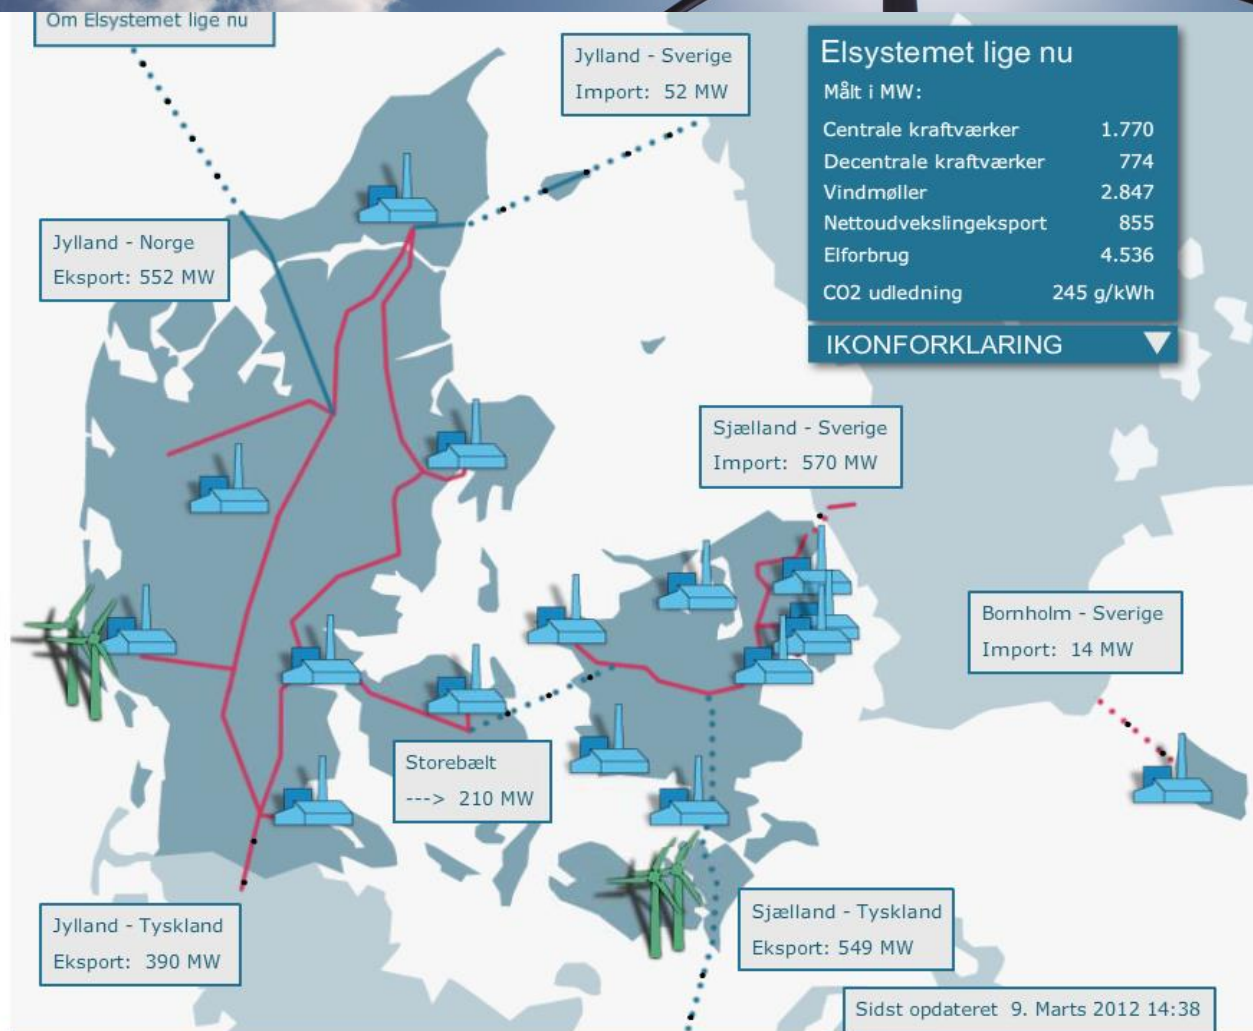 Om Elsystemet lige nu
Jylland - Sverige
Import: 52 MW
Elsystemet lige nu
Målt i MW:
Centrale kraftværker 1.770
Decentrale kraftværker 774
Vindmøller 2.847
Nettoudvekslingeksport 855
Elforbrug 4.536
CO2 udledning 245 g/kWh
IKONFORKLARING
Jylland - Norge
Eksport: 552 MW
Sjælland - Sverige
Import: 570 MW
Bornholm - Sverige
Import: 14 MW
Storebælt
---> 210 MW
Jylland - Tyskland
Eksport: 390 MW
Sjælland - Tyskland
Eksport: 549 MW
Sidst opdateret 9. Marts 2012 14:38